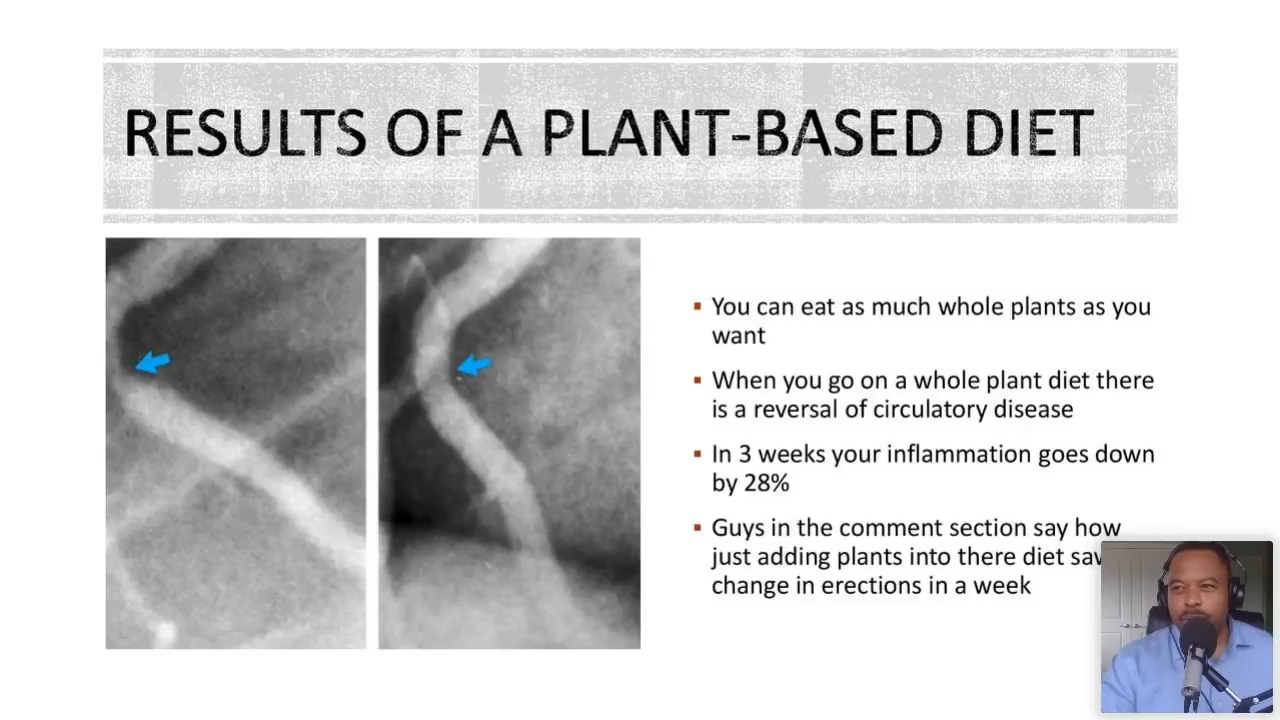 RESULTS OF A PLANT-BASED DIET
▪ You can eat as much whole plants as you
want
▪ When you go on a whole plant diet there
is a reversal of circulatory disease
▪ In 3 weeks your inflammation goes down
by 28%
▪ Guys in the comment section say how
just adding plants into there diet
change in erections in a week